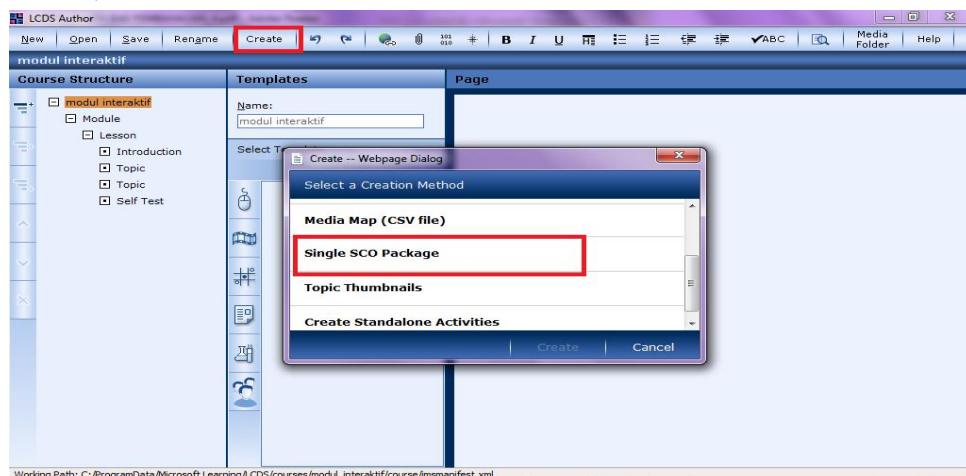 LCDS Author
New Open Save Rename Create B I U ABC Media Folder Help
modul interaktif
Course Structure
Templates
Page
modul interaktif
Module
Lesson
Introduction
Topic
Topic
Self Test
Name:
modul interaktif
Select
Create -- Webpage Dialog
Select a Creation Method
Media Map (CSV file)
Single SCO Package
Topic Thumbnails
Create Standalone Activities
Create Cancel
Working Path: C:/ProgramData/Microsoft Learning/LCDS/courses/modul_interaktif/course/imsmanifest.xml